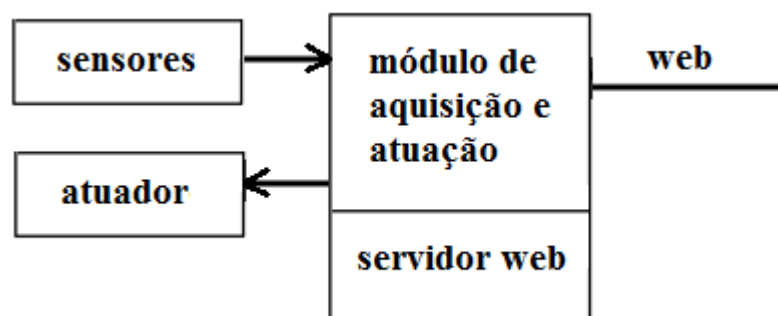 sensores
atuador
módulo de
aquisição e
atuação
servidor web
web